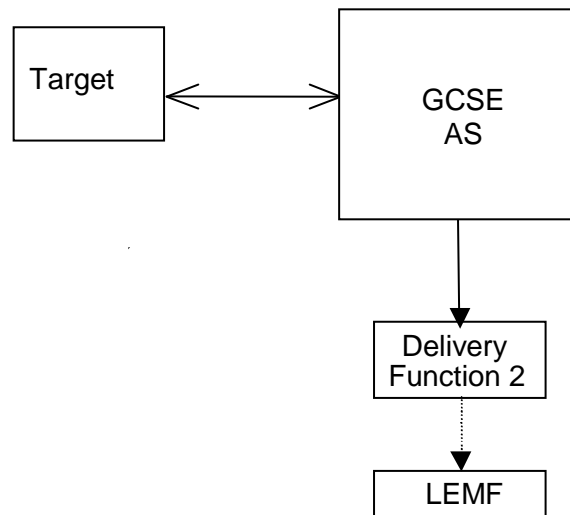 Target
GCSE
AS
Delivery
Function 2
LEMF